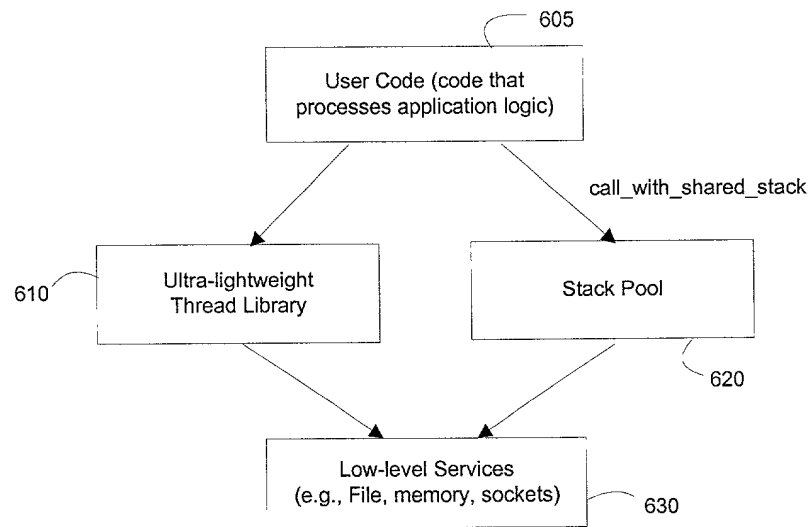 605
User Code (code that
processes application logic)
call_with_shared_stack
610
Ultra-lightweight
Thread Library
Stack Pool
620
Low-level Services
(e.g., File, memory, sockets)
630